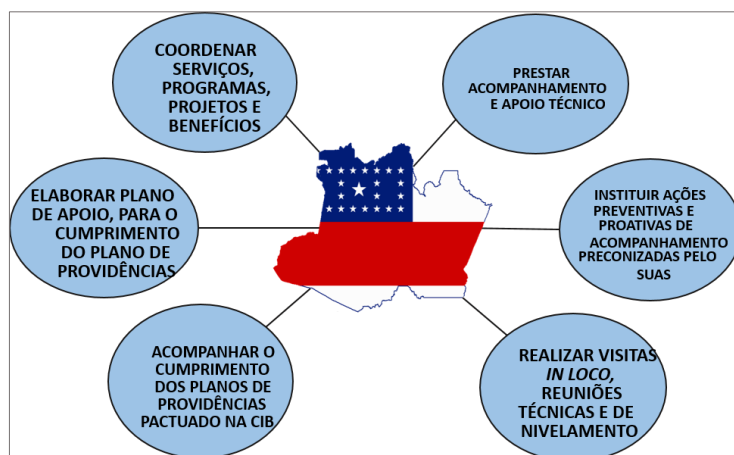 COORDENAR
SERVIÇOS,
PROGRAMAS,
PROJETOS E
BENEFÍCIOS
PRESTAR
ACOMPANHAMENTO
E APOIO TÉCNICO
ELABORAR PLANO
DE APOIO, PARA O
CUMPRIMENTO
DO PLANO DE
PROVIDÊNCIAS
INSTITUIR AÇÕES
PREVENTIVAS E
PROATIVAS DE
ACOMPANHAMENTO
PRECONIZADAS PELO
SUAS
ACOMPANHAR O
CUMPRIMENTO
DOS PLANOS DE
PROVIDÊNCIAS
PACTUADO NA CIB
REALIZAR VISITAS
IN LOCO,
REUNIÕES
TÉCNICAS E DE
NIVELAMENTO